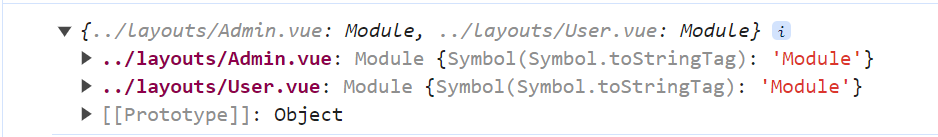 {../layouts/Admin.vue: Module, ../layouts/User.vue: Module} i
../layouts/Admin.vue: Module {Symbol(Symbol.toStringTag): 'Module'}
../layouts/User.vue: Module {Symbol(Symbol.toStringTag): 'Module'}
[[Prototype]]: Object